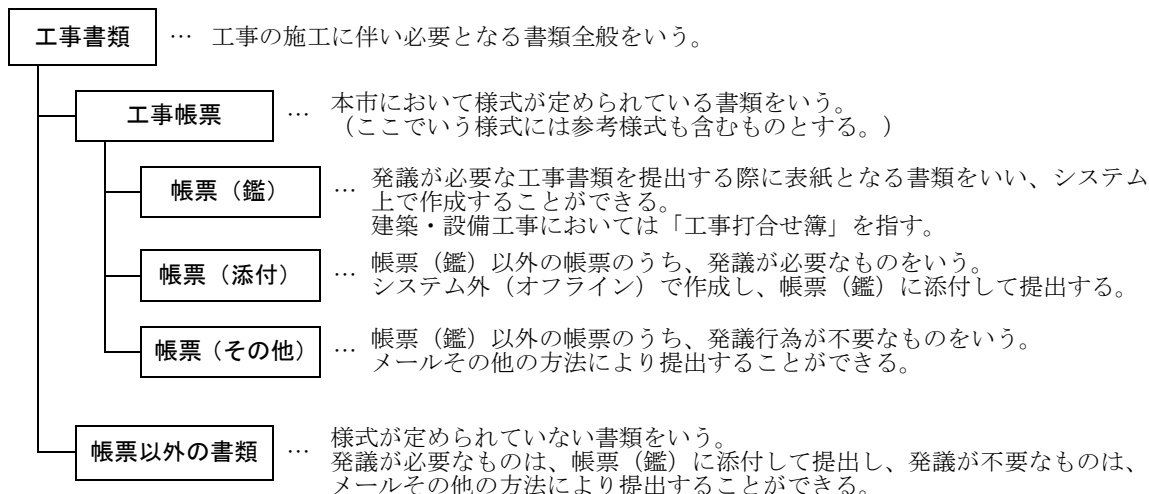 工事書類 … 工事の施工に伴い必要となる書類全般をいう。
工事帳票 … 本市において様式が定められている書類をいう。
（ここでいう様式には参考様式も含むものとする。）
帳票（鑑） … 発議が必要な工事書類を提出する際に表紙となる書類をいい、システム
上で作成することができる。
建築・設備工事においては「工事打合せ簿」を指す。
帳票（添付） … 帳票（鑑）以外の帳票のうち、発議が必要なものをいう。
システム外（オフライン）で作成し、帳票（鑑）に添付して提出する。
帳票（その他） … 帳票（鑑）以外の帳票のうち、発議行為が不要なものをいう。
メールその他の方法により提出することができる。
帳票以外の書類 … 様式が定められていない書類をいう。
発議が必要なものは、帳票（鑑）に添付して提出し、発議が不要なものは、
メールその他の方法により提出することができる。